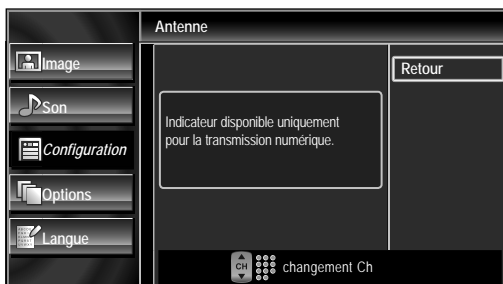 Antenne
Image
Son
Configuration
Options
Langue
Indicateur disponible uniquement
pour la transmission numérique.
Retour
CH
changement Ch